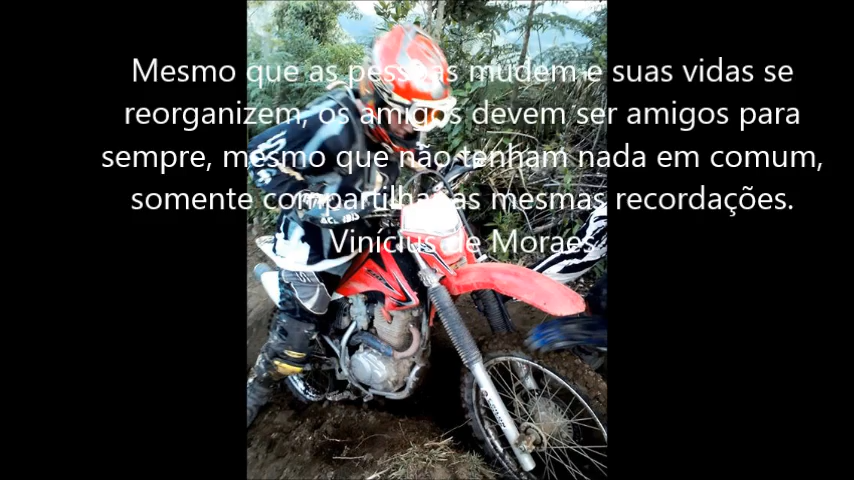 Mesmo que as pessoas mudem e suas vidas se
reorganizem, os amigos devem ser amigos para
sempre, mesmo que não tenham nada em comum,
somente compartilhar as mesmas recordações.
Vinícius de Moraes